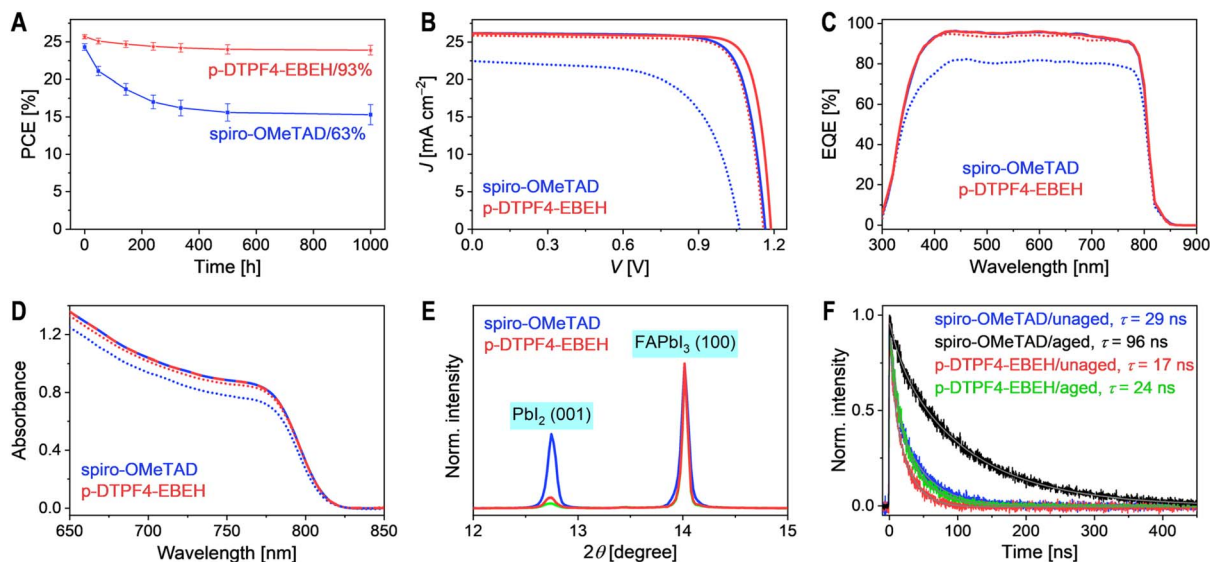 A
PCE [%]
25
20
15
10
5
0
p-DTPF4-EBEH/93%
spiro-OMeTAD/63%
0 200 400 600 800 1000
Time [h]
B
J [mA cm⁻²]
30
25
20
15
10
5
0
spiro-OMeTAD
p-DTPF4-EBEH
0.0 0.3 0.6 0.9 1.2
V [V]
C
EQE [%]
100
80
60
40
20
0
spiro-OMeTAD
p-DTPF4-EBEH
300 400 500 600 700 800 900
Wavelength [nm]
D
Absorbance
1.2
0.8
0.4
0.0
spiro-OMeTAD
p-DTPF4-EBEH
650 700 750 800 850
Wavelength [nm]
E
Norm. intensity
spiro-OMeTAD
p-DTPF4-EBEH
FAPbI₃ (100)
PbI₂ (001)
12 13 14 15
2θ [degree]
F
Norm. intensity
1.0
0.5
0.0
spiro-OMeTAD/unaged, τ = 29 ns
spiro-OMeTAD/aged, τ = 96 ns
p-DTPF4-EBEH/unaged, τ = 17 ns
p-DTPF4-EBEH/aged, τ = 24 ns
0 100 200 300 400
Time [ns]